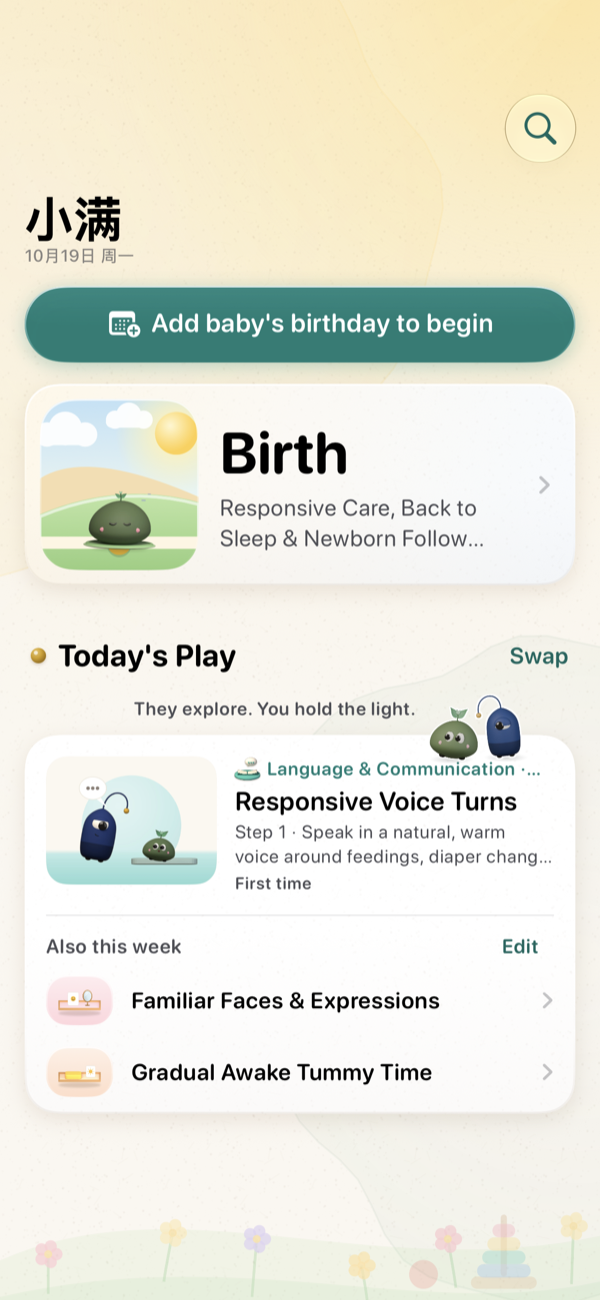 小满
10月19日 周一
Add baby's birthday to begin
Birth
Responsive Care, Back to
Sleep & Newborn Follow...
Today's Play
Swap
They explore. You hold the light.
Language & Communication ·...
Responsive Voice Turns
Step 1 · Speak in a natural, warm
voice around feedings, diaper chang...
First time
Also this week
Edit
Familiar Faces & Expressions
Gradual Awake Tummy Time